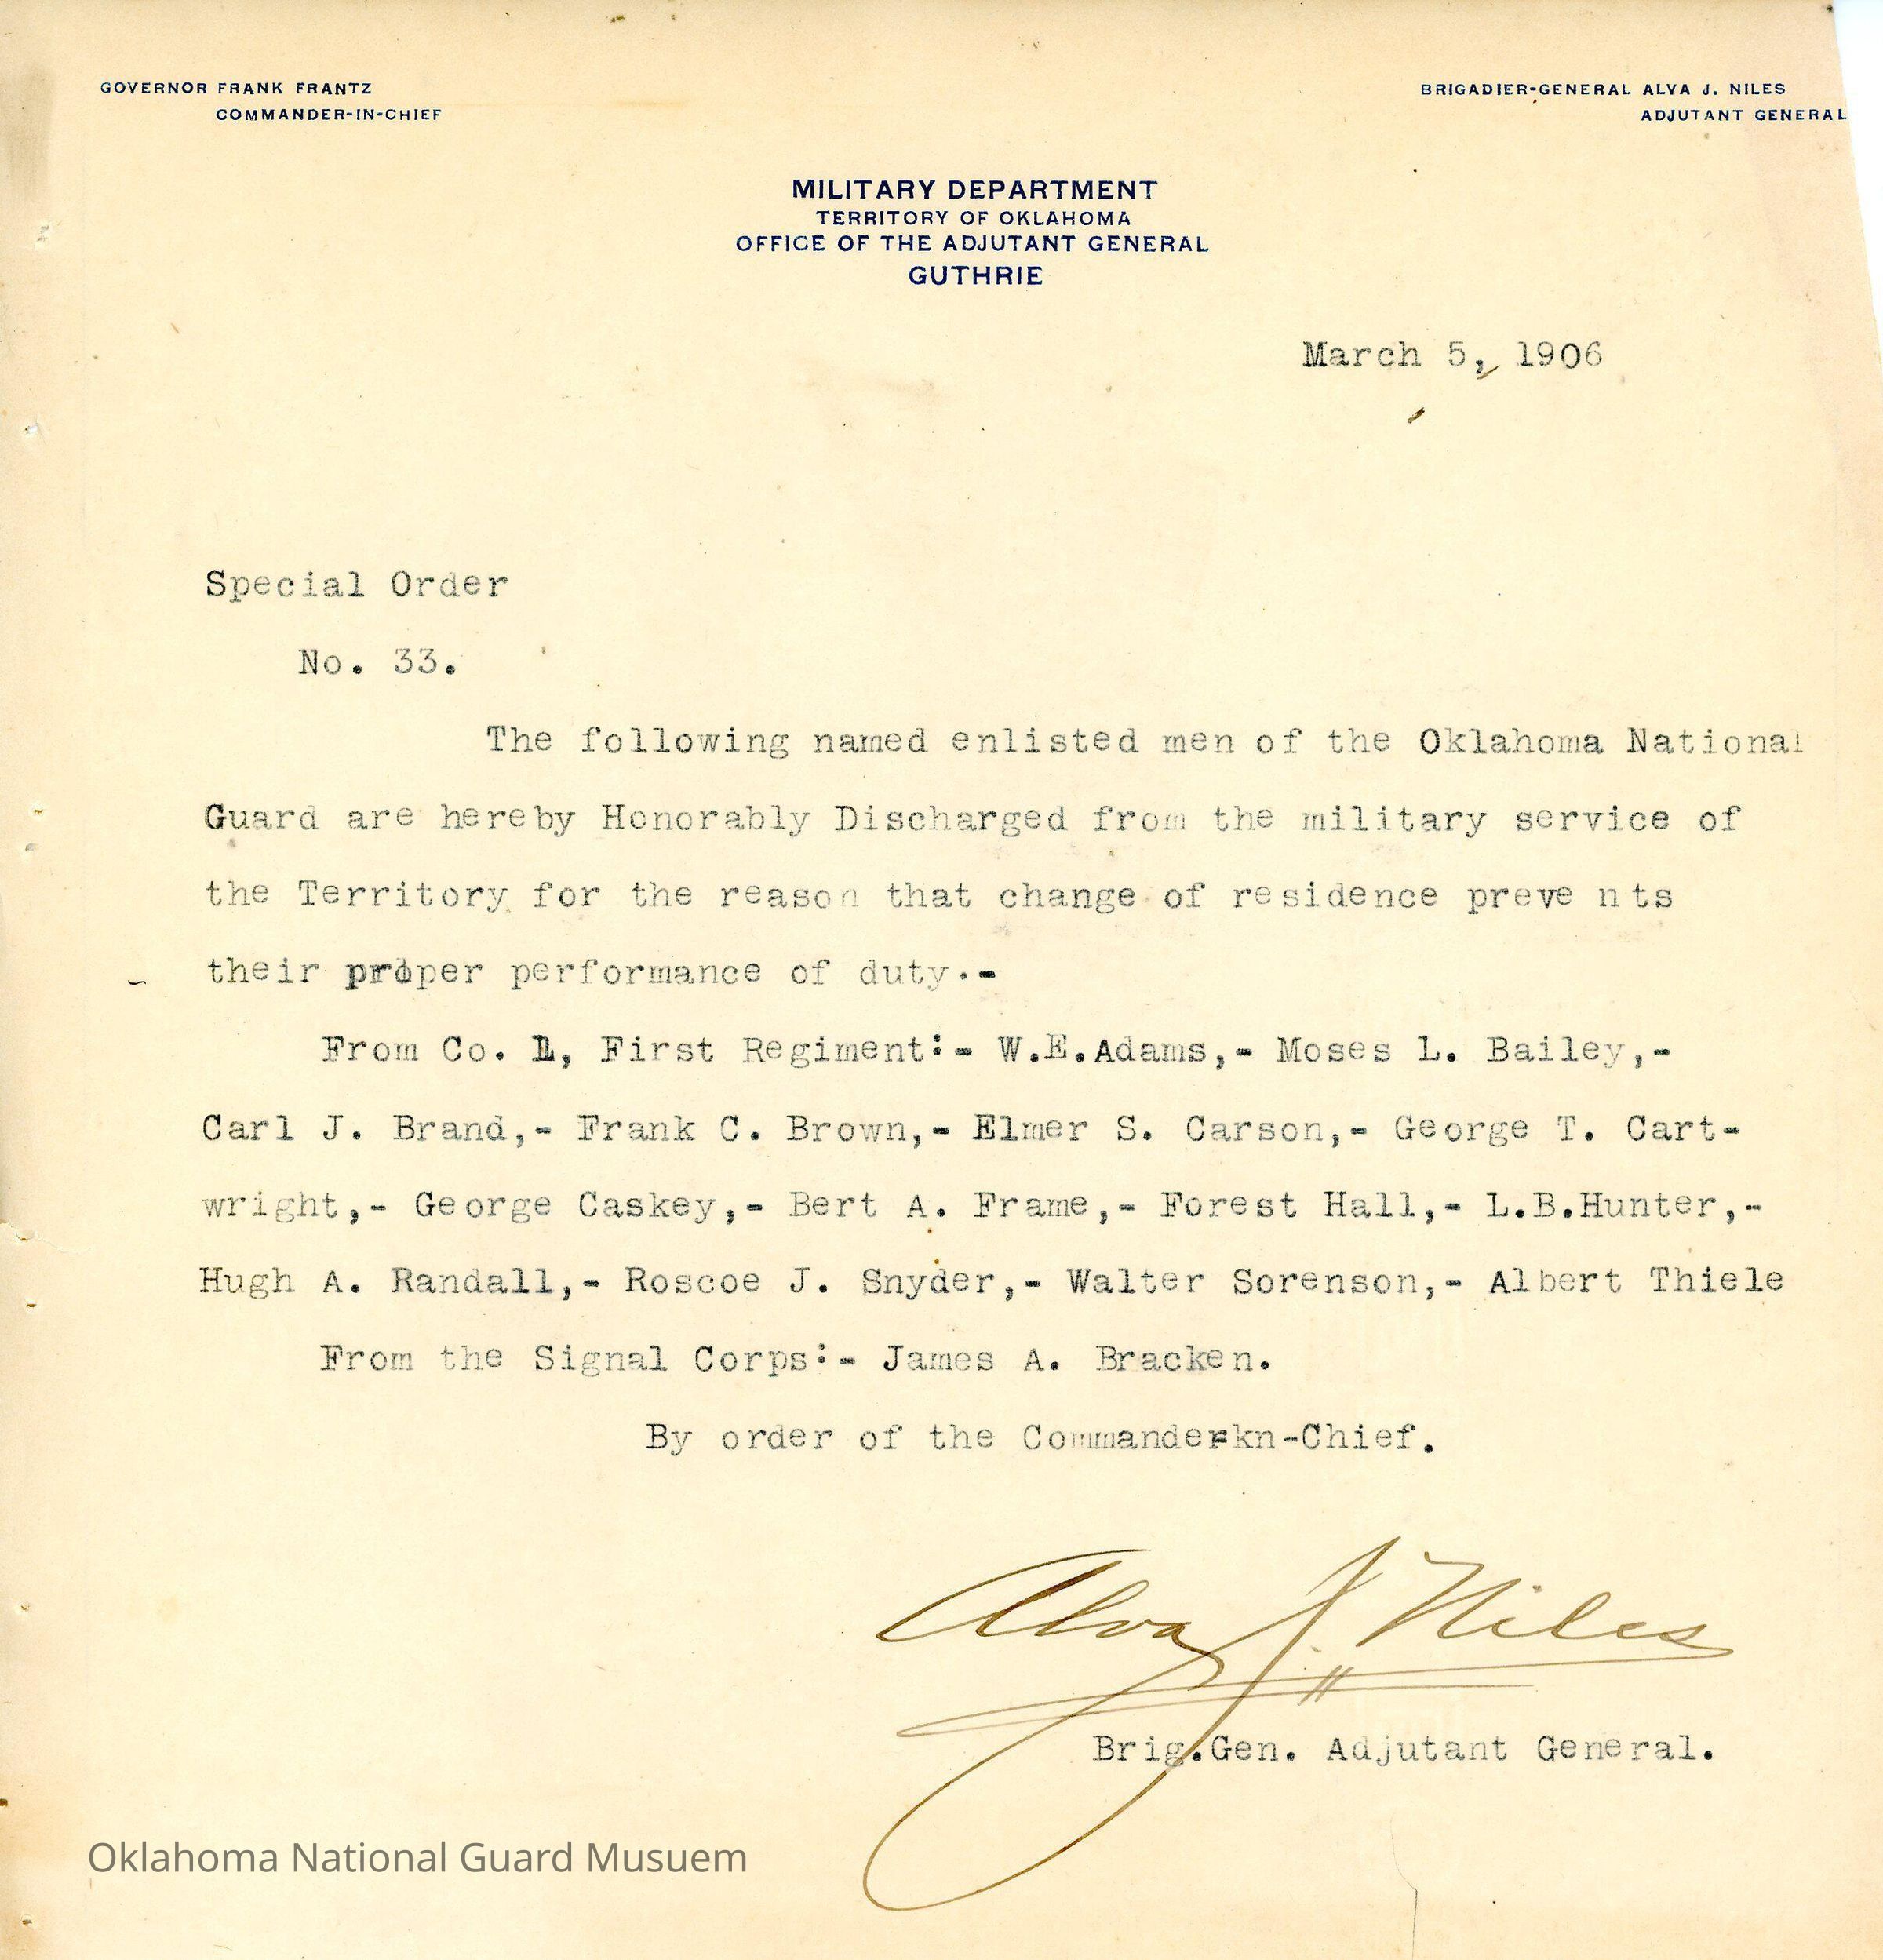 GOVERNOR FRANK FRANTZ
COMMANDER-IN-CHIEF
BRIGADIER-GENERAL ALVA J. NILES
ADJUTANT GENERAL
MILITARY DEPARTMENT
TERRITORY OF OKLAHOMA
OFFICE OF THE ADJUTANT GENERAL
GUTHRIE
March 5, 1906
Special Order
No. 33.
The following named enlisted men of the Oklahoma National
Guard are hereby Honorably Discharged from the military service of
the Territory for the reason that change of residence preve nts
their proper performance of duty.-
From Co. L, First Regiment:- W.E.Adams,- Moses L. Bailey,-
Carl J. Brand,- Frank C. Brown,- Elmer S. Carson,- George T. Cart-
wright,- George Caskey,- Bert A. Frame,- Forest Hall,- L.B.Hunter,-
Hugh A. Randall,- Roscoe J. Snyder,- Walter Sorenson,- Albert Thiele
From the Signal Corps:- James A. Bracken.
By order of the Commanderkn-Chief.
Alva J. Niles
Brig.Gen. Adjutant General.
Oklahoma National Guard Musuem